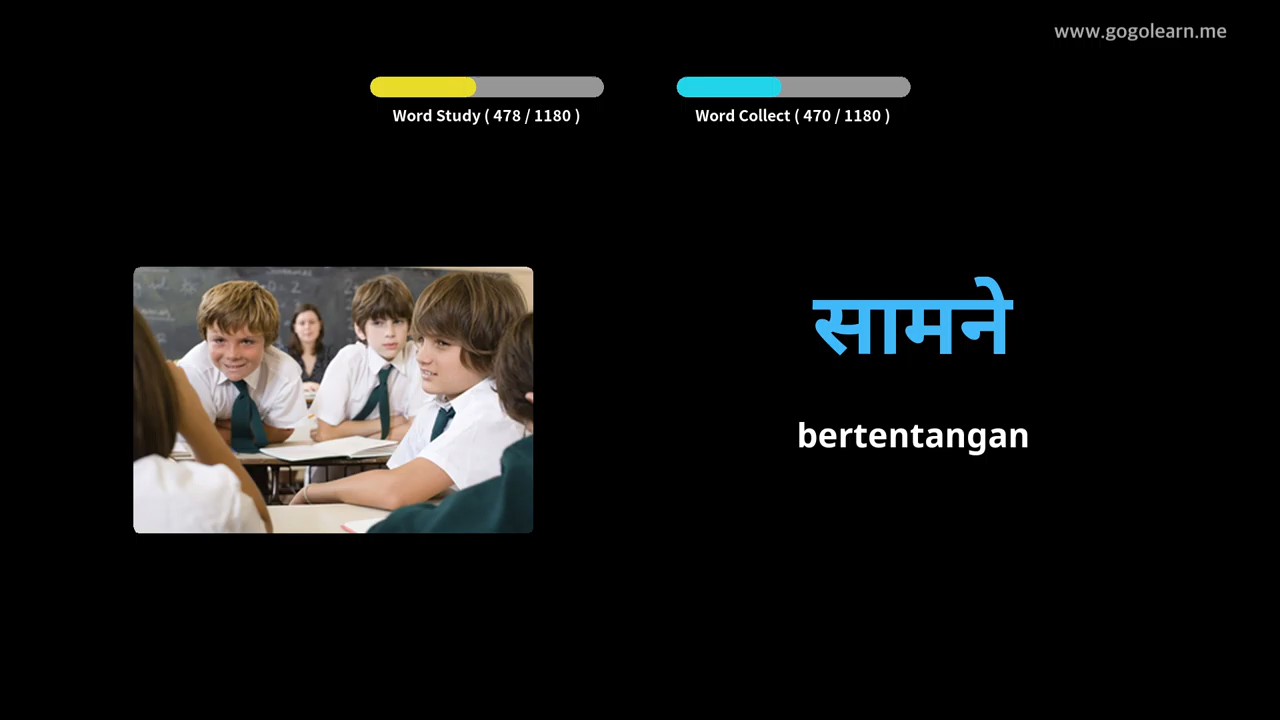 www.gogolearn.me
Word Study ( 478 / 1180 )
Word Collect ( 470 / 1180 )
सामने
bertentangan